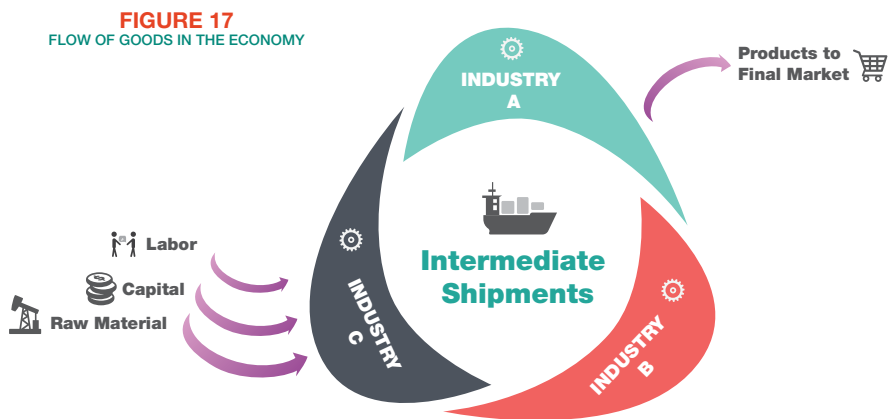 FIGURE 17
FLOW OF GOODS IN THE ECONOMY
INDUSTRY
A
Products to
Final Market
Labor
Capital
Raw Material
INDUSTRY
C
Intermediate
Shipments
INDUSTRY
B